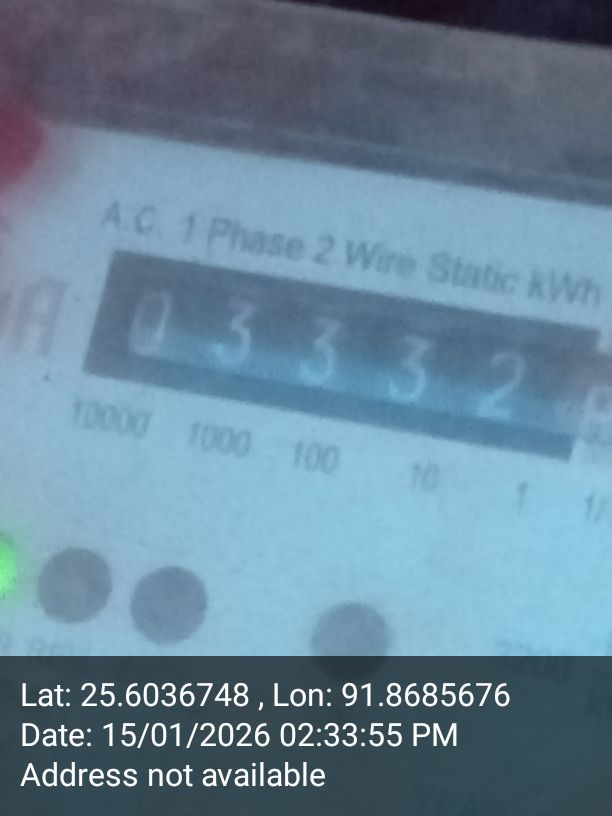 A.C. 1 Phase 2 Wire Static kWh
0 3 3 3 2
10000 1000 100 10 1 1/
Lat: 25.6036748 , Lon: 91.8685676
Date: 15/01/2026 02:33:55 PM
Address not available